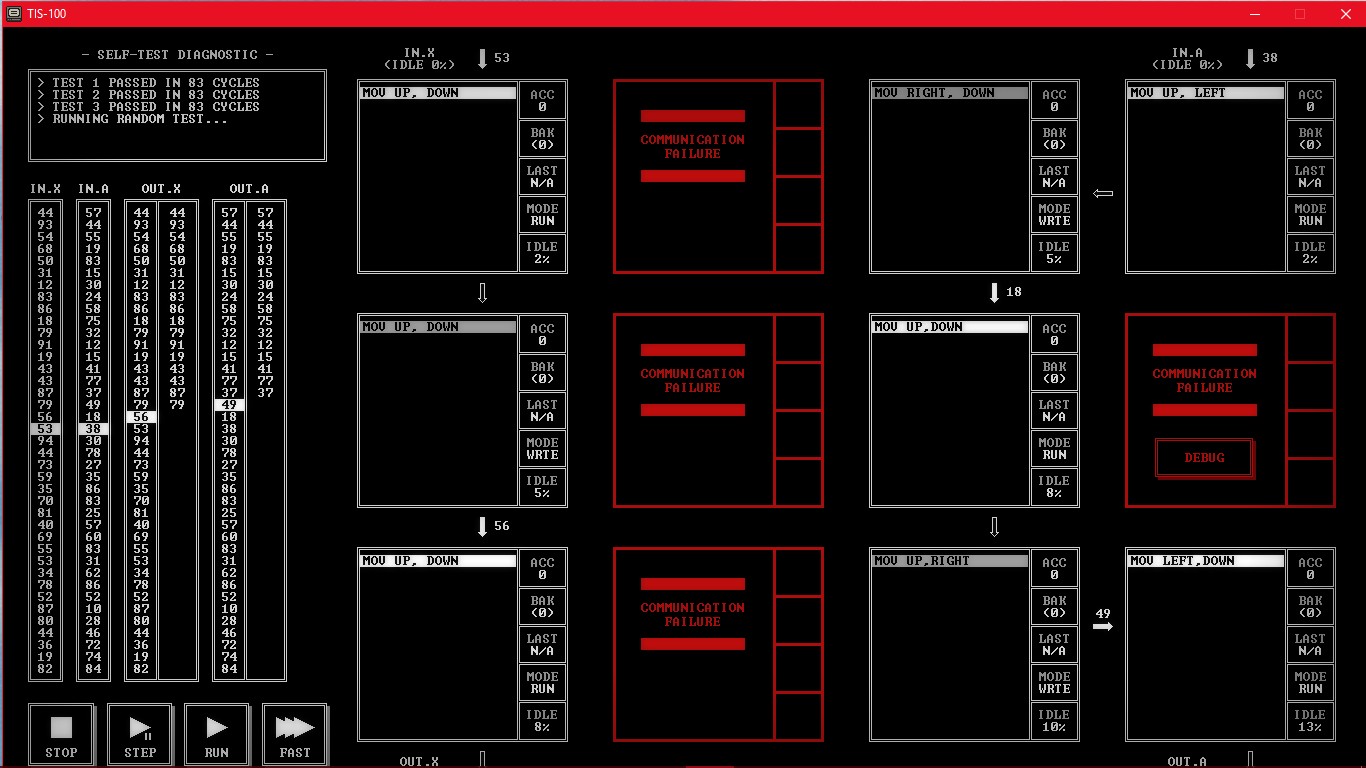 TIS-100
- SELF-TEST DIAGNOSTIC -
> TEST 1 PASSED IN 83 CYCLES
> TEST 2 PASSED IN 83 CYCLES
> TEST 3 PASSED IN 83 CYCLES
> RUNNING RANDOM TEST...
IN.X IN.A OUT.X OUT.A
44 57 44 44 57 57
93 44 93 93 44 44
54 55 54 54 55 55
68 19 68 68 19 19
50 83 50 50 83 83
31 15 31 31 15 15
12 30 12 12 30 30
83 24 83 83 24 24
86 58 86 86 58 58
18 75 18 18 75 75
79 32 79 79 32 32
91 12 91 91 12 12
19 15 19 19 15 15
43 41 43 43 41 41
43 77 43 43 77 77
87 37 87 87 37 37
79 49 79 79 49
56 18 56 18
53 38 53 38
94 30 94 30
44 78 44 78
73 27 73 27
59 35 59 35
35 86 35 86
70 83 70 83
81 25 81 25
40 57 40 57
69 60 69 60
55 83 55 83
53 31 53 31
34 62 34 62
78 86 78 86
52 52 52 52
87 10 87 10
80 28 80 28
44 46 44 46
36 72 36 72
19 74 19 74
82 84 82 84
STOP
STEP
RUN
FAST
IN.X
(IDLE 0%)
53
MOV UP, DOWN
ACC
0
BAK
(0)
LAST
N/A
MODE
RUN
IDLE
2%
COMMUNICATION
FAILURE
MOV RIGHT, DOWN
ACC
0
BAK
(0)
LAST
N/A
MODE
WRTE
IDLE
5%
IN.A
(IDLE 0%)
38
MOV UP, LEFT
ACC
0
BAK
(0)
LAST
N/A
MODE
RUN
IDLE
2%
18
MOV UP, DOWN
ACC
0
BAK
(0)
LAST
N/A
MODE
WRTE
IDLE
5%
COMMUNICATION
FAILURE
MOV UP,DOWN
ACC
0
BAK
(0)
LAST
N/A
MODE
RUN
IDLE
8%
COMMUNICATION
FAILURE
DEBUG
56
MOV UP, DOWN
ACC
0
BAK
(0)
LAST
N/A
MODE
RUN
IDLE
8%
COMMUNICATION
FAILURE
MOV UP,RIGHT
ACC
0
BAK
(0)
LAST
N/A
MODE
WRTE
IDLE
10%
49
MOV LEFT,DOWN
ACC
0
BAK
(0)
LAST
N/A
MODE
RUN
IDLE
13%
OUT.X
OUT.A